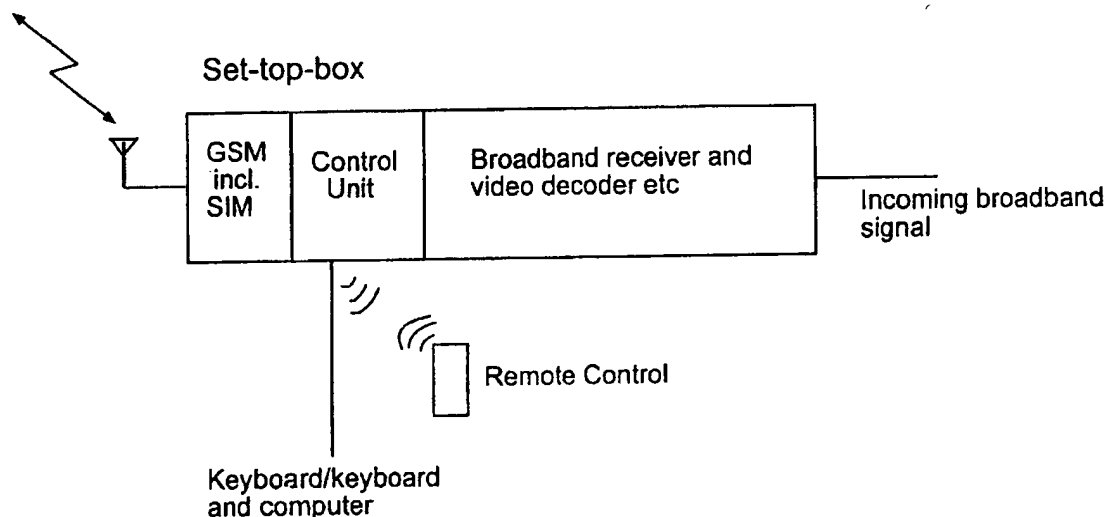 Set-top-box
GSM
incl.
SIM
Control
Unit
Broadband receiver and
video decoder etc
Incoming broadband
signal
Remote Control
Keyboard/keyboard
and computer